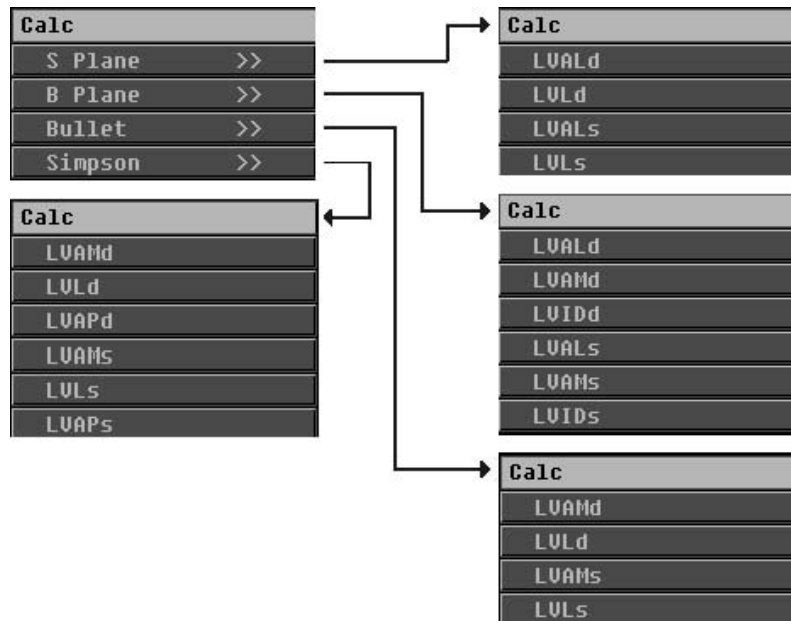 Calc
S Plane >>
B Plane >>
Bullet >>
Simpson >>
Calc
LVAMd
LVLd
LVAPd
LVAMs
LVLs
LVAPs
Calc
LVALd
LVLd
LVALs
LVLs
Calc
LVALd
LVAMd
LVIDd
LVALs
LVAMs
LVIDs
Calc
LVAMd
LVLd
LVAMs
LVLs